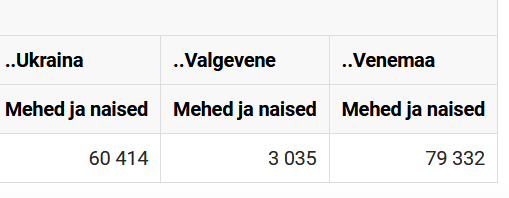 ..Ukraina ..Valgevene ..Venemaa
Mehed ja naised Mehed ja naised Mehed ja naised
60 414 3 035 79 332